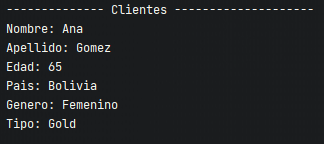 -------------- Clientes --------------------
Nombre: Ana
Apellido: Gomez
Edad: 65
Pais: Bolivia
Genero: Femenino
Tipo: Gold